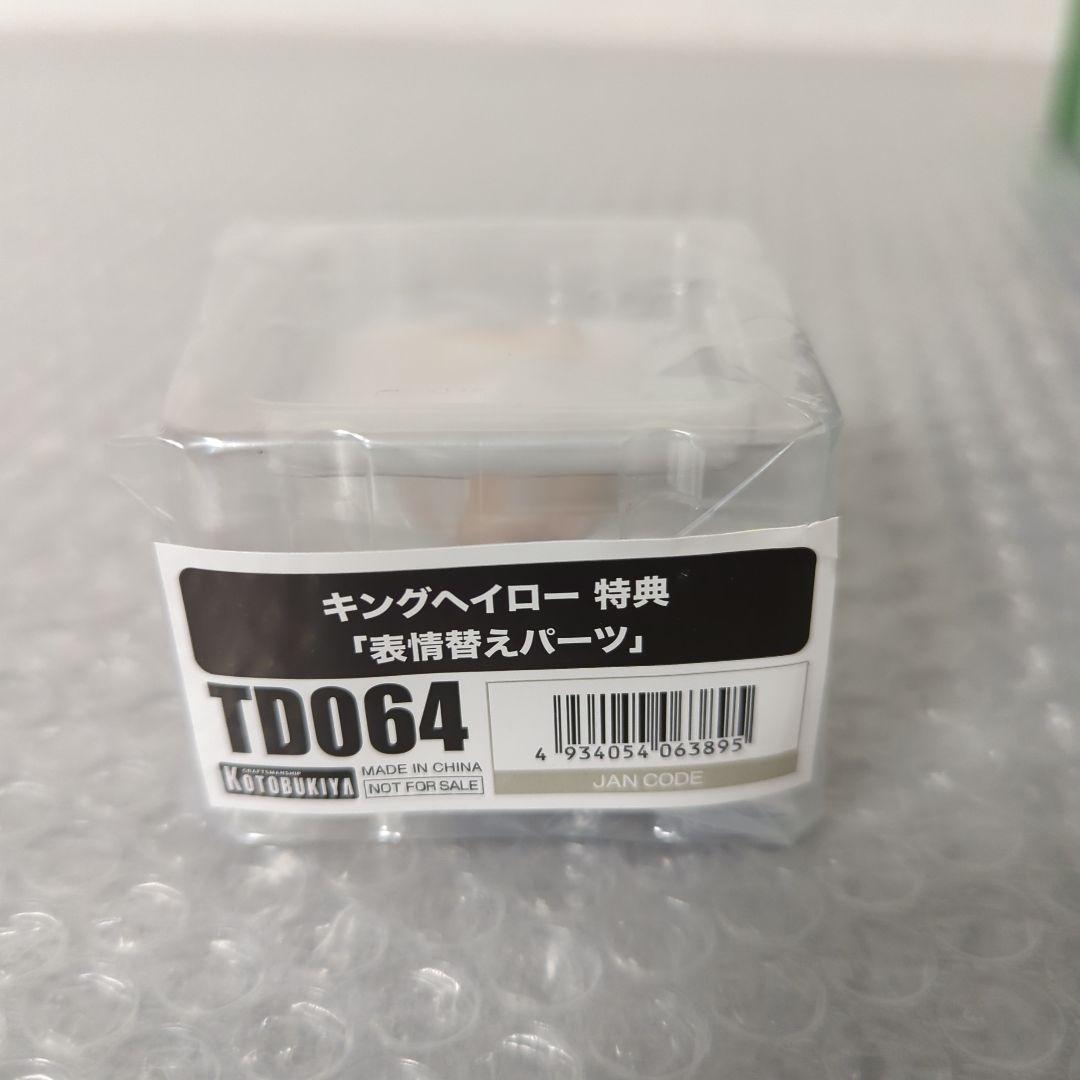 キングヘイロー 特典
「表情替えパーツ」
TD064
4 934054 063895
JAN CODE
CRAFTSMANSHIP
KOTOBUKIYA
MADE IN CHINA
NOT FOR SALE